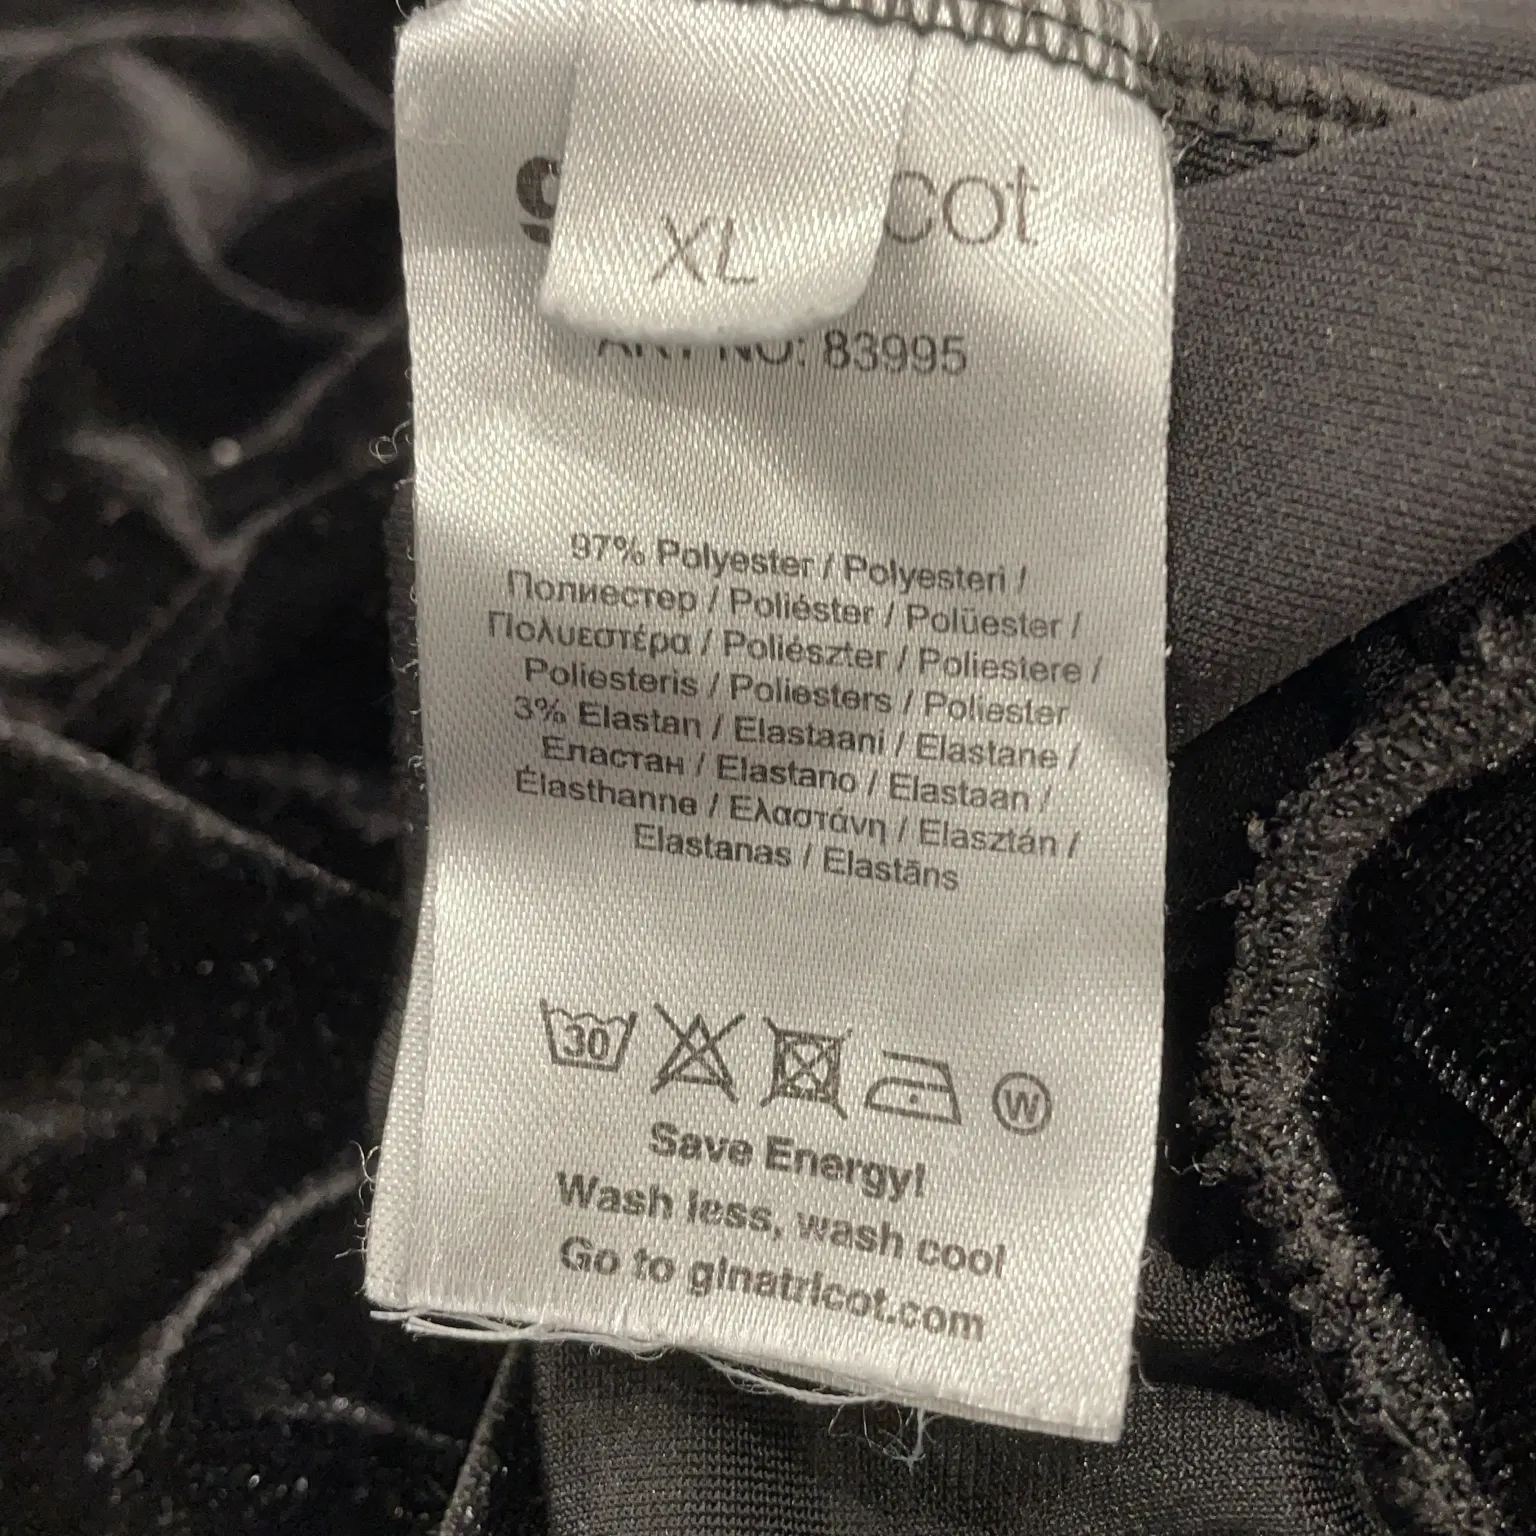 XL
cot
ART NO: 83995
97% Polyester / Polyesteri /
Полиестер / Poliéster / Polüester /
Πολυεστέρα / Poliészter / Poliestere /
Poliesteris / Poliesters / Poliester
3% Elastan / Elastaani / Elastane /
Еластан / Elastano / Elastaan /
Élasthanne / Ελαστάνη / Elasztán /
Elastanas / Elastāns
30
W
Save Energy!
Wash less, wash cool
Go to ginatricot.com